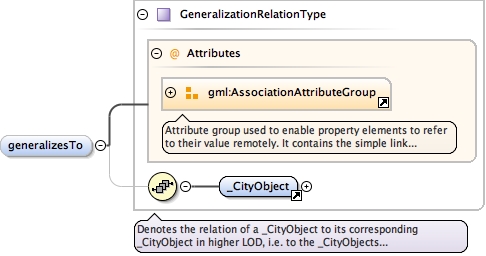 GeneralizationRelationType
@ Attributes
gml:AssociationAttributeGroup
Attribute group used to enable property elements to refer
to their value remotely. It contains the simple link...
generalizesTo
_CityObject
Denotes the relation of a _CityObject to its corresponding
_CityObject in higher LOD, i.e. to the _CityObjects...